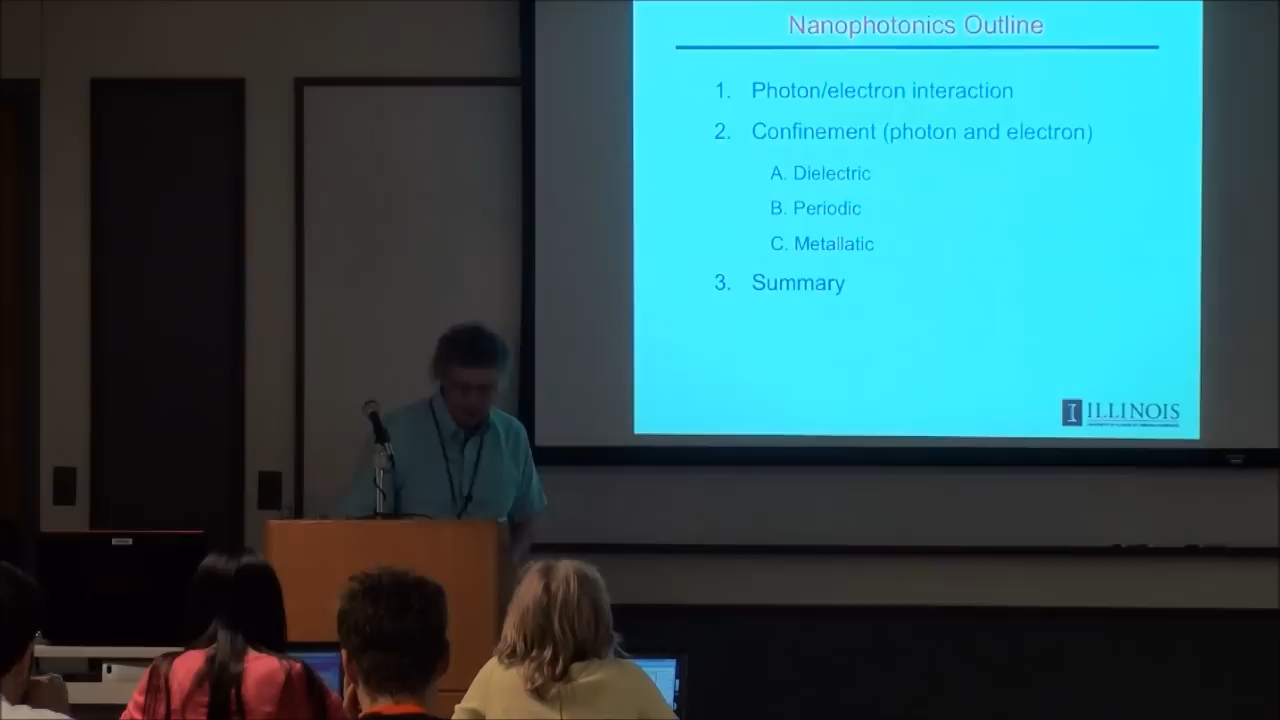 Nanophotonics Outline
1. Photon/electron interaction
2. Confinement (photon and electron)
A. Dielectric
B. Periodic
C. Metallatic
3. Summary
I ILLINOIS